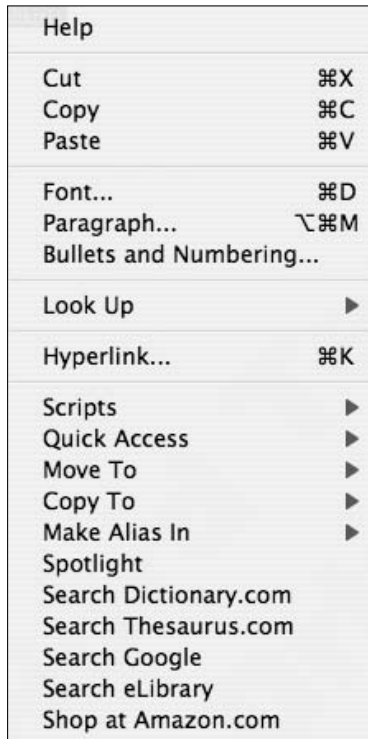 Help
Cut ⌘X
Copy ⌘C
Paste ⌘V
Font... ⌘D
Paragraph... ⌥⌘M
Bullets and Numbering...
Look Up ▶
Hyperlink... ⌘K
Scripts ▶
Quick Access ▶
Move To ▶
Copy To ▶
Make Alias In ▶
Spotlight
Search Dictionary.com
Search Thesaurus.com
Search Google
Search eLibrary
Shop at Amazon.com